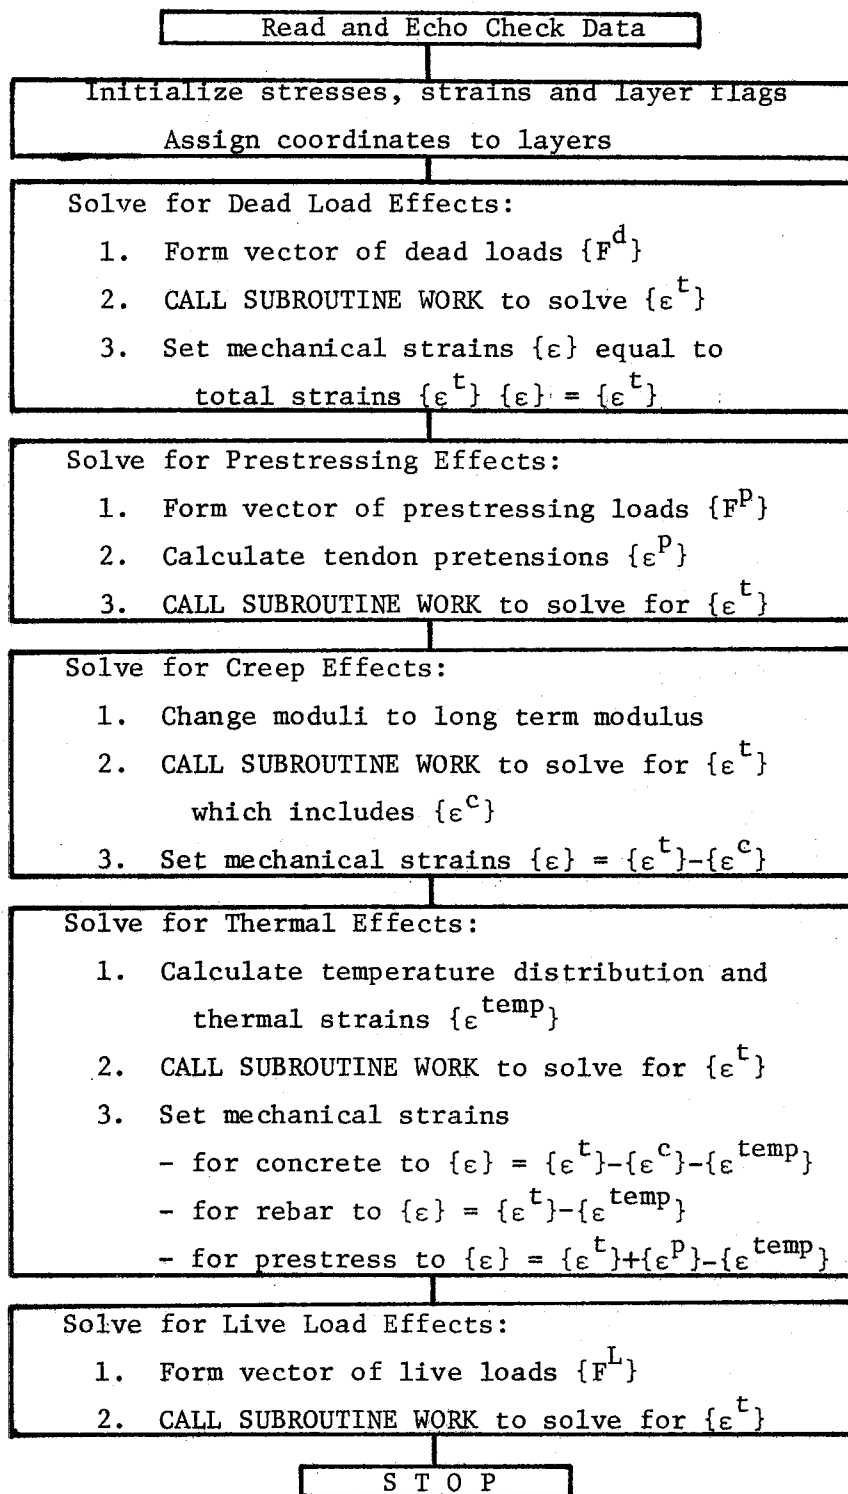 Read and Echo Check Data
Initialize stresses, strains and layer flags
Assign coordinates to layers
Solve for Dead Load Effects:
1. Form vector of dead loads {F^d}
2. CALL SUBROUTINE WORK to solve {ε^t}
3. Set mechanical strains {ε} equal to
total strains {ε^t} {ε} = {ε^t}
Solve for Prestressing Effects:
1. Form vector of prestressing loads {F^p}
2. Calculate tendon pretensions {ε^p}
3. CALL SUBROUTINE WORK to solve for {ε^t}
Solve for Creep Effects:
1. Change moduli to long term modulus
2. CALL SUBROUTINE WORK to solve for {ε^t}
which includes {ε^c}
3. Set mechanical strains {ε} = {ε^t}-{ε^c}
Solve for Thermal Effects:
1. Calculate temperature distribution and
thermal strains {ε^temp}
2. CALL SUBROUTINE WORK to solve for {ε^t}
3. Set mechanical strains
- for concrete to {ε} = {ε^t}-{ε^c}-{ε^temp}
- for rebar to {ε} = {ε^t}-{ε^temp}
- for prestress to {ε} = {ε^t}+{ε^p}-{ε^temp}
Solve for Live Load Effects:
1. Form vector of live loads {F^L}
2. CALL SUBROUTINE WORK to solve for {ε^t}
S T O P